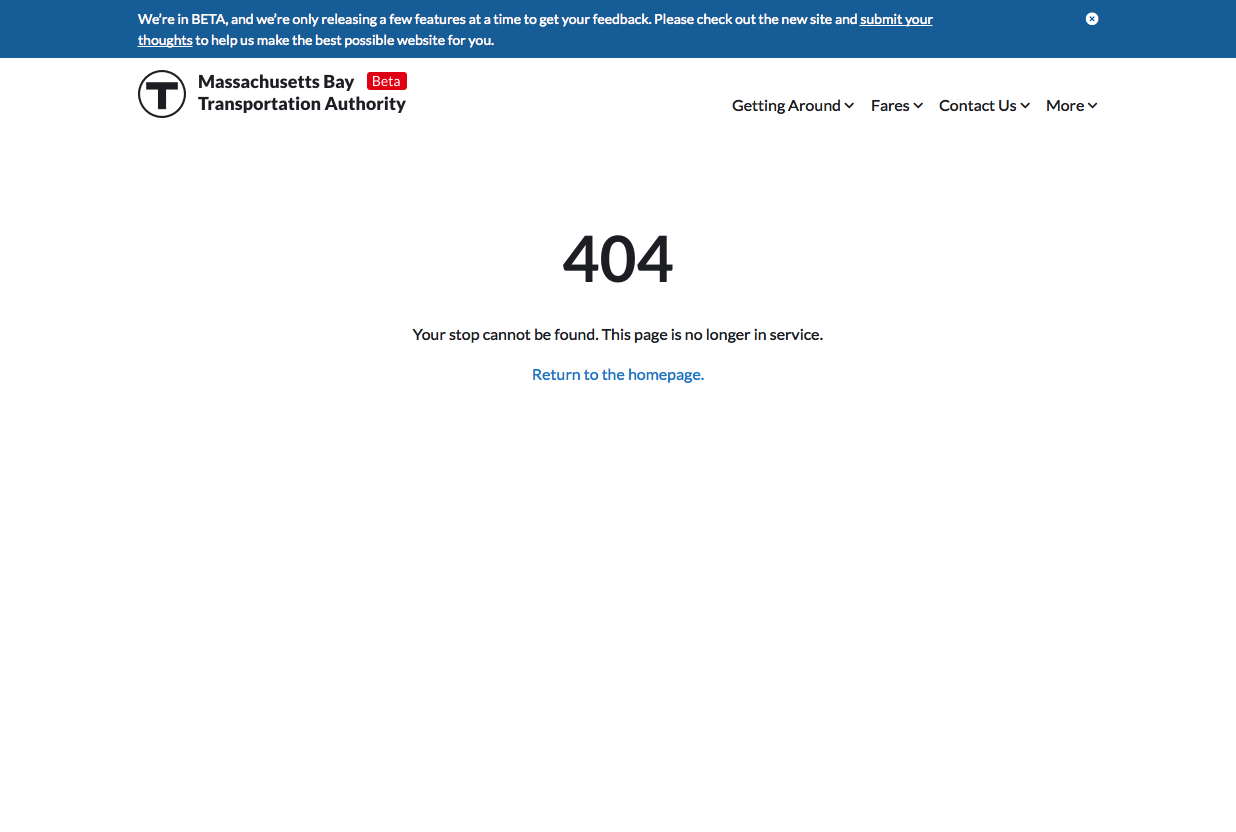 We're in BETA, and we're only releasing a few features at a time to get your feedback. Please check out the new site and submit your
thoughts to help us make the best possible website for you.
T
Massachusetts Bay Beta
Transportation Authority
Getting Around Fares Contact Us More
404
Your stop cannot be found. This page is no longer in service.
Return to the homepage.